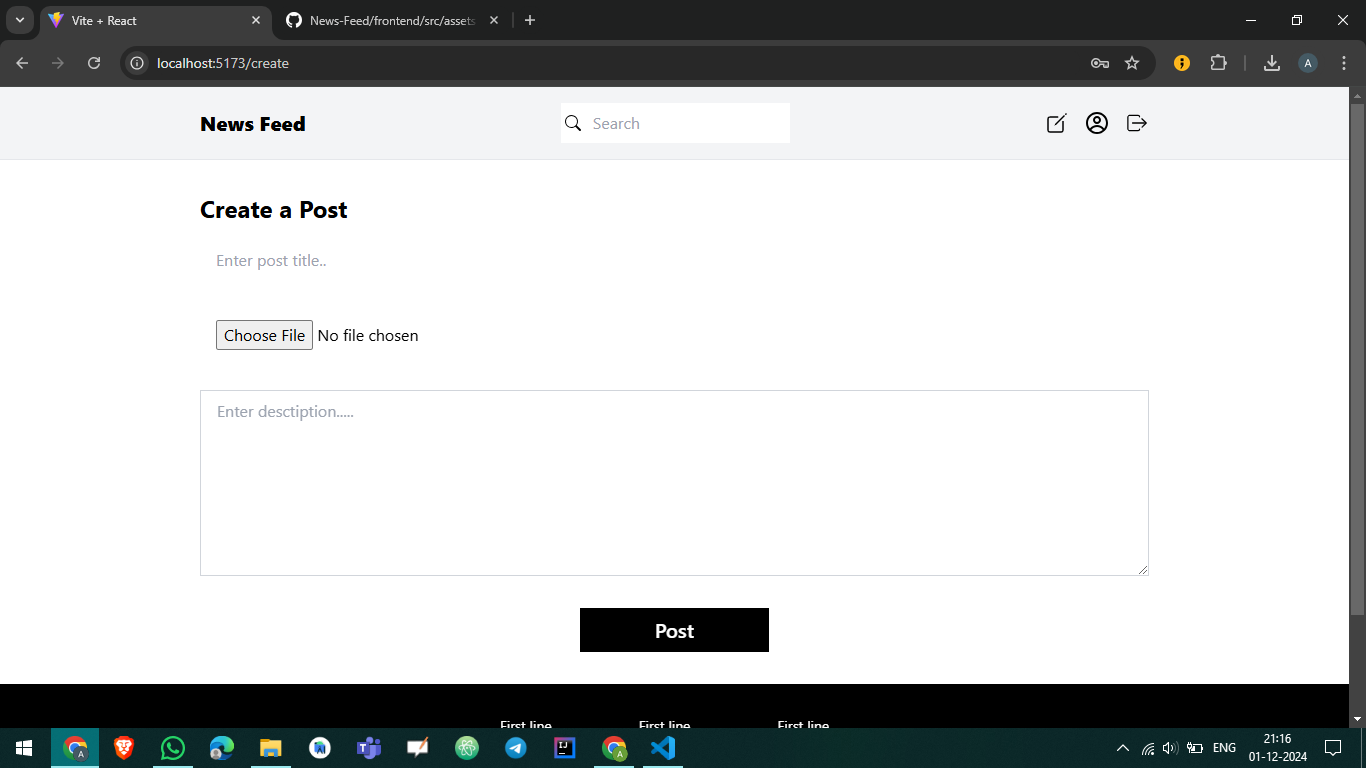 Vite + React
News-Feed/frontend/src/assets
localhost:5173/create
A
News Feed
Search
Create a Post
Enter post title..
Choose File No file chosen
Enter desctiption.....
Post
First line First line First line
ENG
21:16
01-12-2024